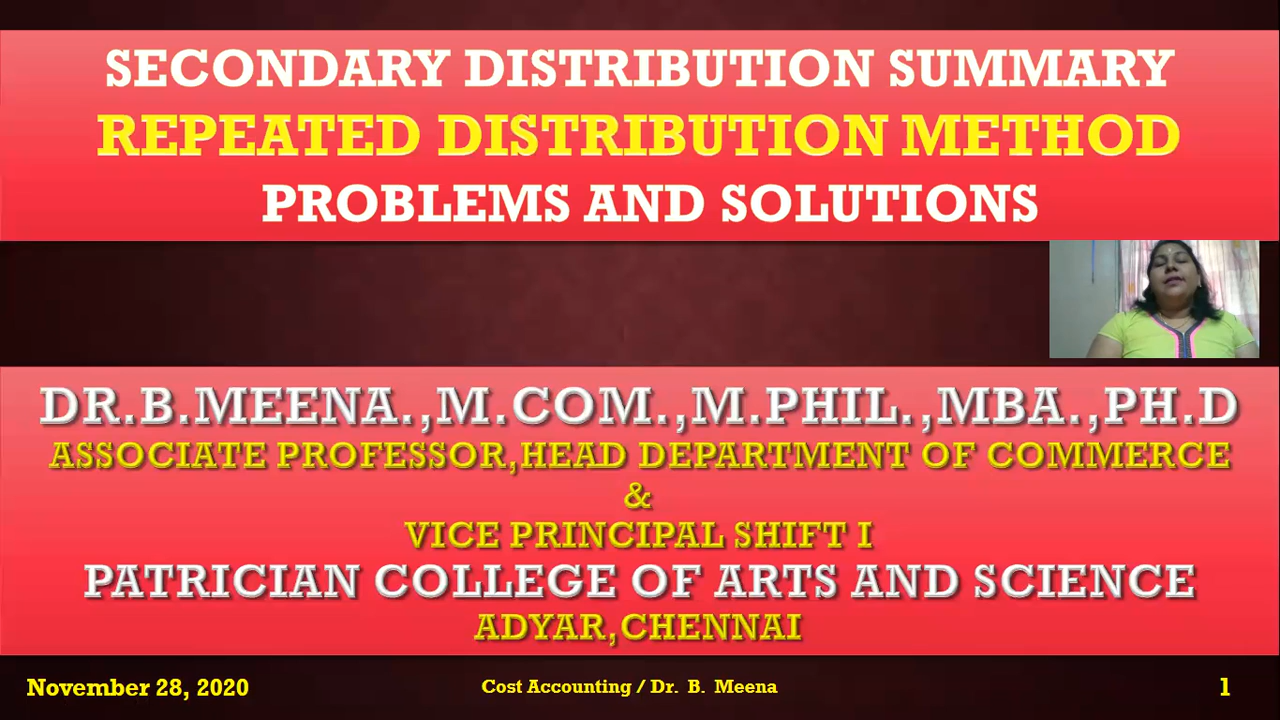 SECONDARY DISTRIBUTION SUMMARY
REPEATED DISTRIBUTION METHOD
PROBLEMS AND SOLUTIONS
DR.B.MEENA.,M.COM.,M.PHIL.,MBA.,PH.D
ASSOCIATE PROFESSOR,HEAD DEPARTMENT OF COMMERCE
&
VICE PRINCIPAL SHIFT I
PATRICIAN COLLEGE OF ARTS AND SCIENCE
ADYAR,CHENNAI
November 28, 2020
Cost Accounting / Dr. B. Meena
1